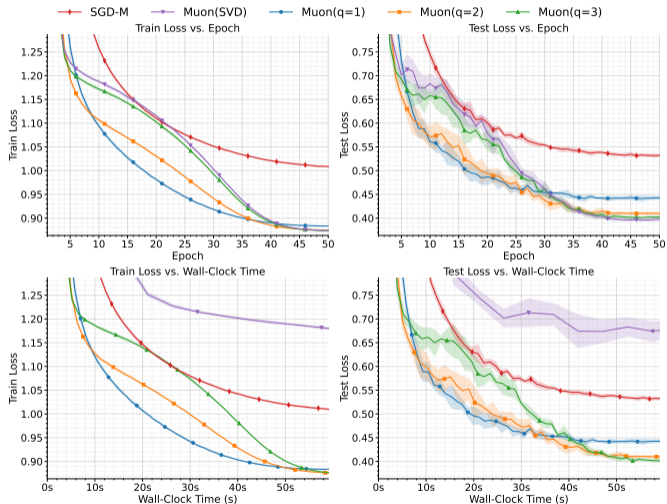 SGD-M Muon(SVD) Muon(q=1) Muon(q=2) Muon(q=3)
Train Loss vs. Epoch
1.25
1.20
1.15
1.10
1.05
1.00
0.95
0.90
Train Loss
5 10 15 20 25 30 35 40 45 50
Epoch
Test Loss vs. Epoch
0.75
0.70
0.65
0.60
0.55
0.50
0.45
0.40
Test Loss
5 10 15 20 25 30 35 40 45 50
Epoch
Train Loss vs. Wall-Clock Time
1.25
1.20
1.15
1.10
1.05
1.00
0.95
0.90
Train Loss
0s 10s 20s 30s 40s 50s
Wall-Clock Time (s)
Test Loss vs. Wall-Clock Time
0.75
0.70
0.65
0.60
0.55
0.50
0.45
0.40
Test Loss
0s 10s 20s 30s 40s 50s
Wall-Clock Time (s)